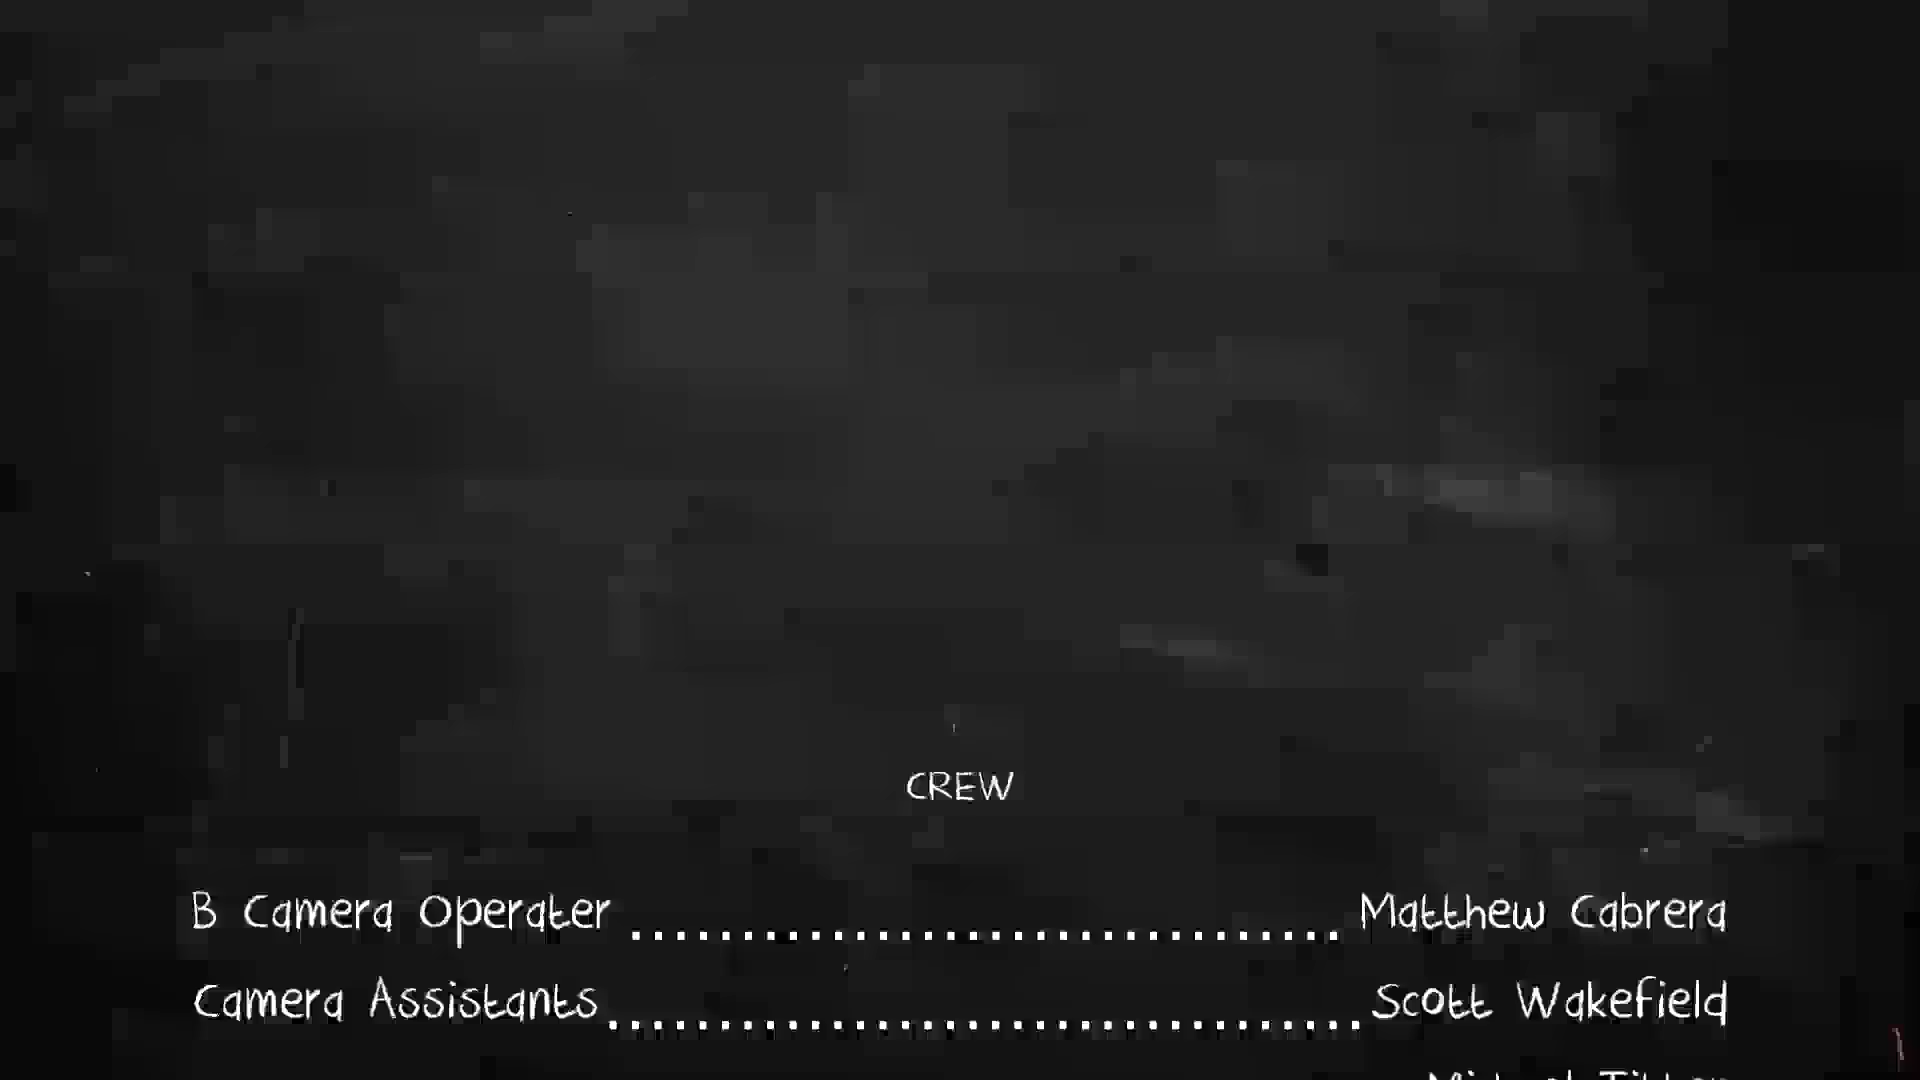 CREW
B Camera Operater ................................ Matthew Cabrera
Camera Assistants .................................. Scott Wakefield